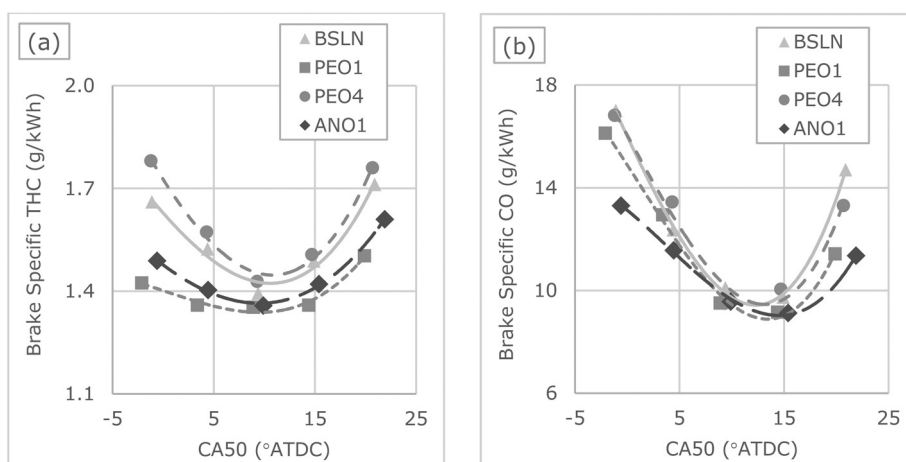 (a)
BSLN
PEO1
PEO4
ANO1
Brake Specific THC (g/kWh)
2.0
1.7
1.4
1.1
-5
5
15
25
CA50 (°ATDC)
(b)
BSLN
PEO1
PEO4
ANO1
Brake Specific CO (g/kWh)
18
14
10
6
-5
5
15
25
CA50 (°ATDC)